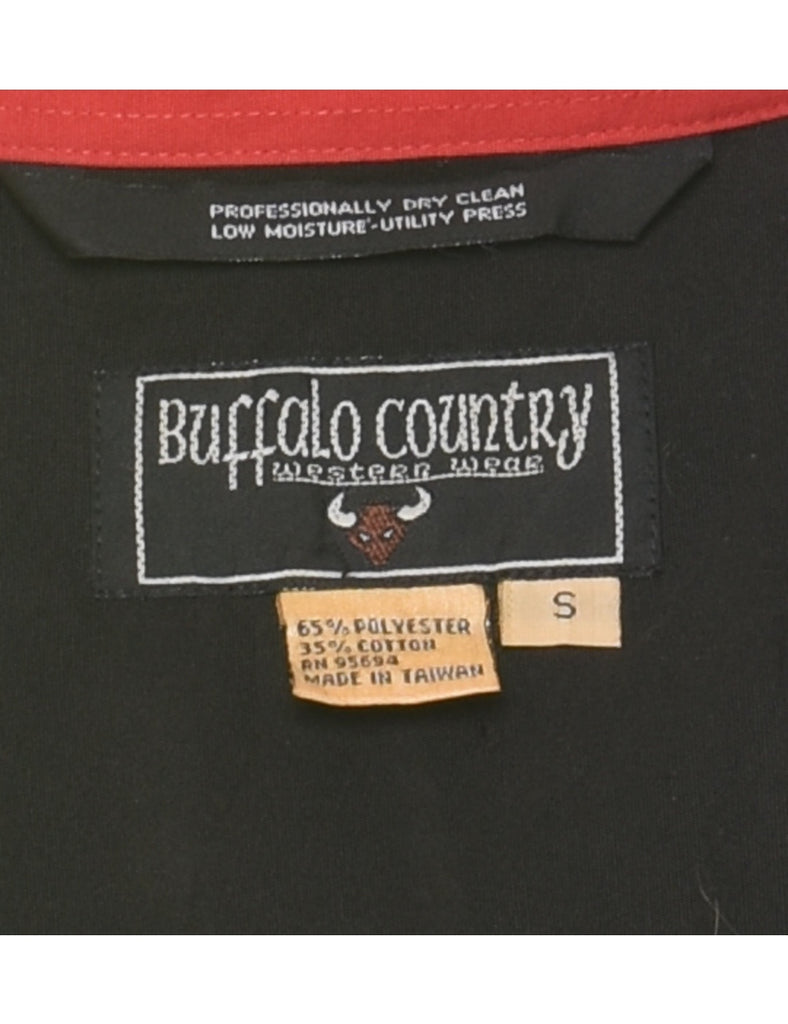 PROFESSIONALLY DRY CLEAN
LOW MOISTURE-UTILITY PRESS
Buffalo Country
Western Wear
65% POLYESTER
35% COTTON
RN 95694
MADE IN TAIWAN
S